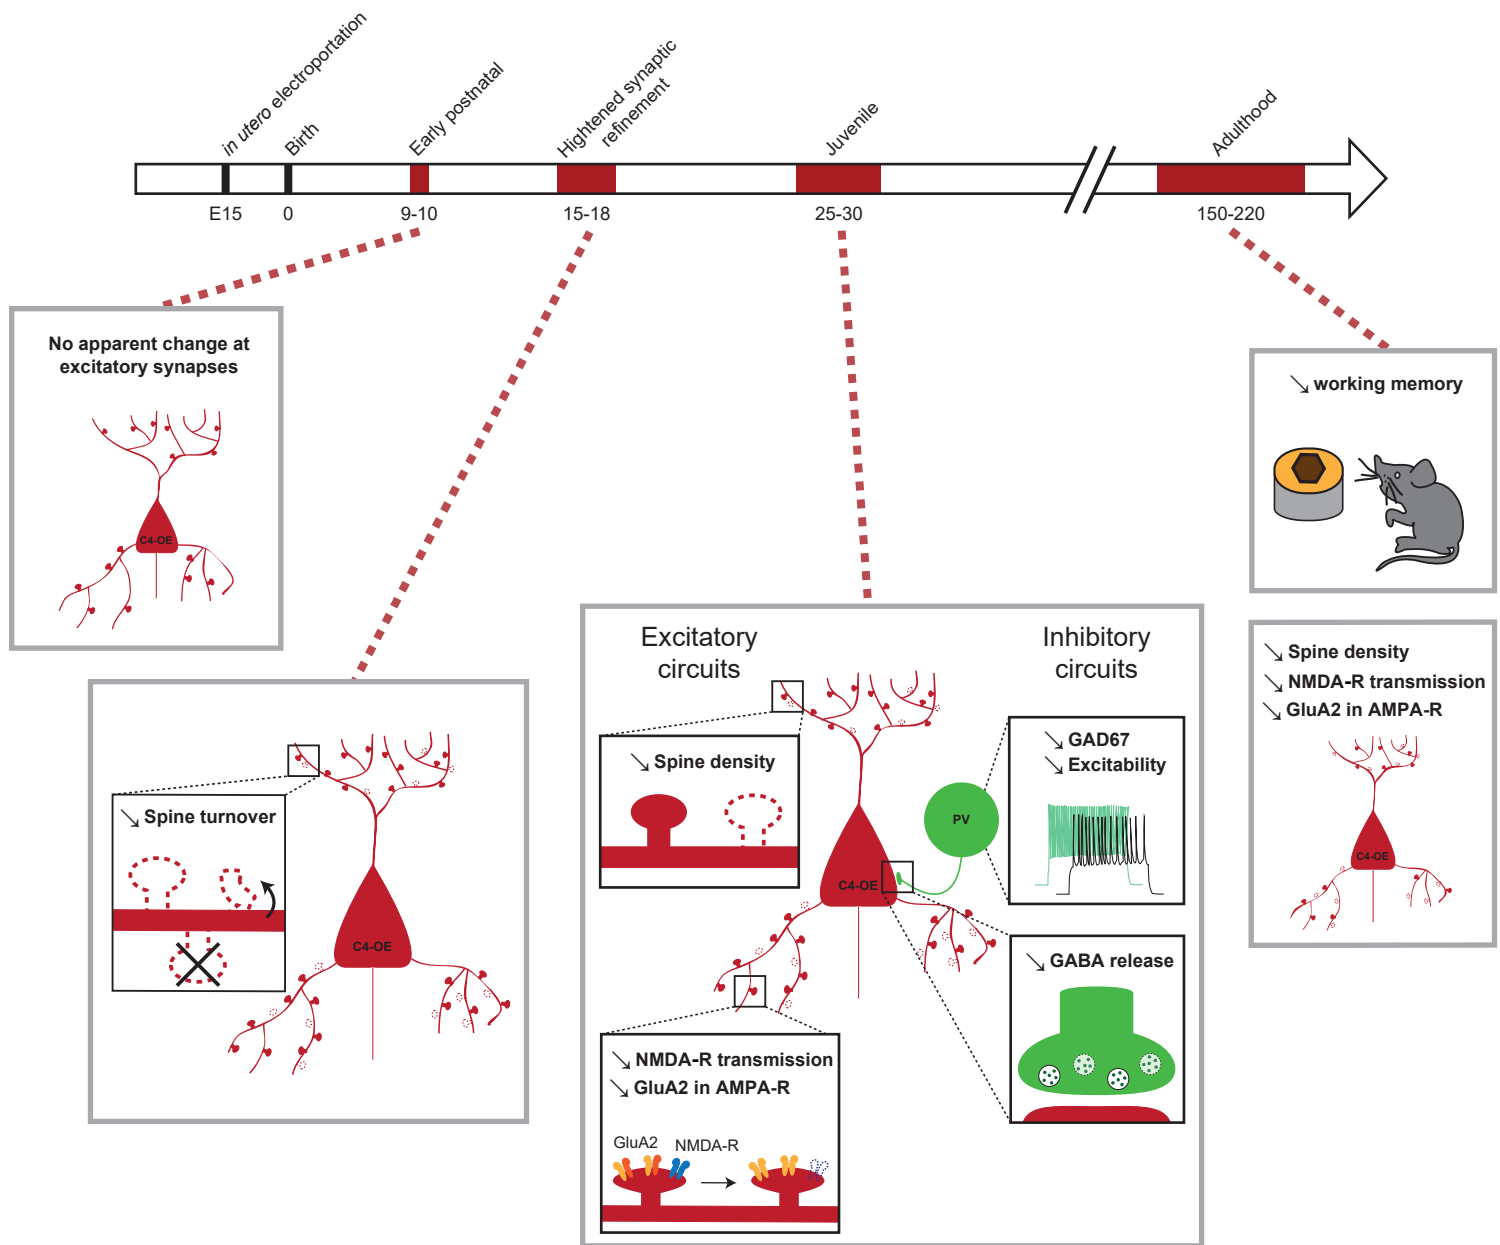 in utero electroportation
Birth
Early postnatal
Hightened synaptic
refinement
Juvenile
Adulthood
E15
0
9-10
15-18
25-30
150-220
No apparent change at
excitatory synapses
C4-OE
↘ Spine turnover
C4-OE
Excitatory
circuits
Inhibitory
circuits
↘ Spine density
↘ GAD67
↘ Excitability
PV
C4-OE
↘ GABA release
↘ NMDA-R transmission
↘ GluA2 in AMPA-R
GluA2
NMDA-R
↘ working memory
↘ Spine density
↘ NMDA-R transmission
↘ GluA2 in AMPA-R
C4-OE